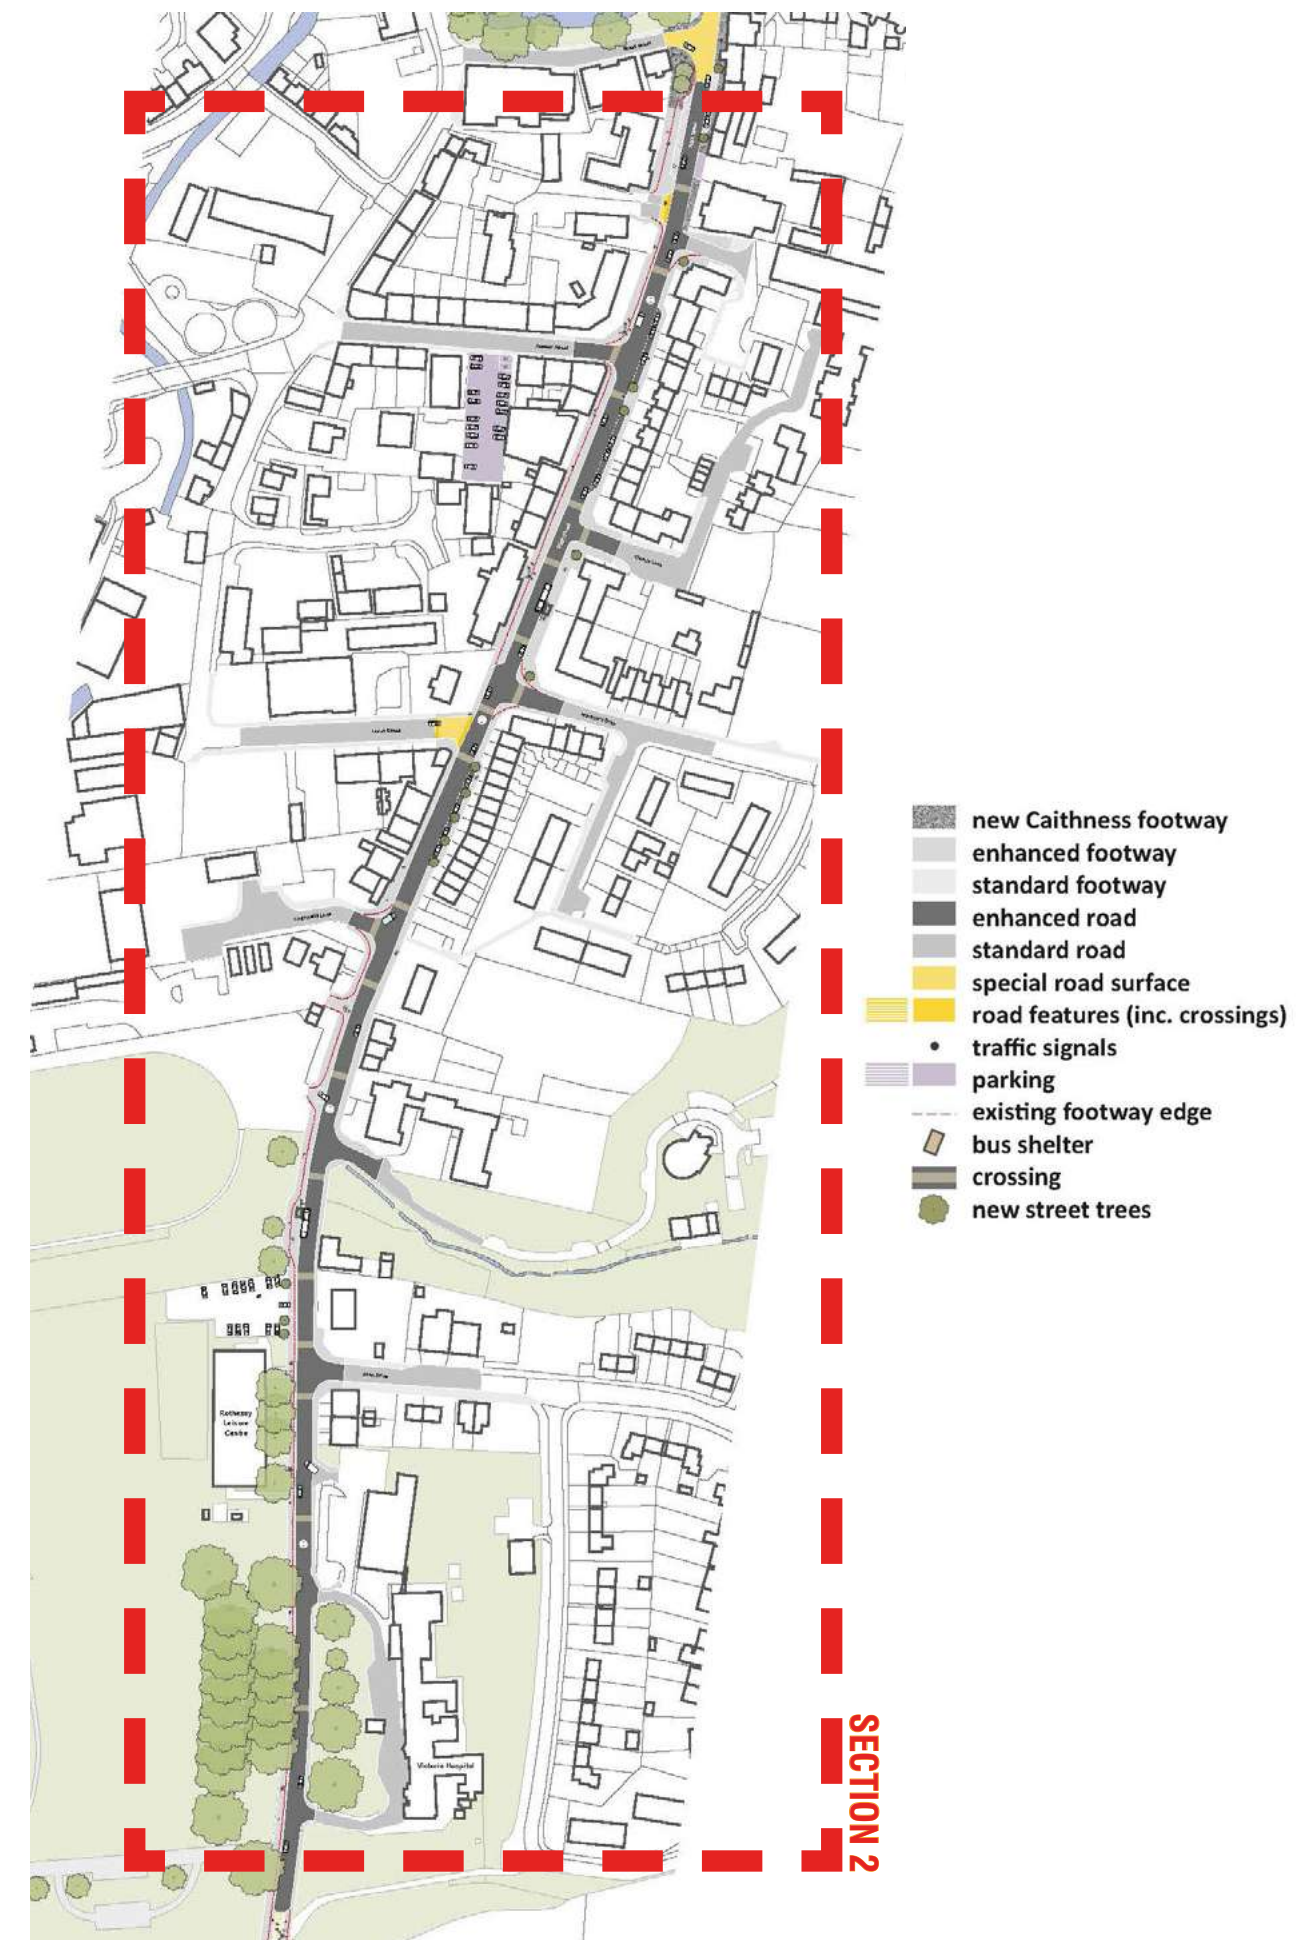 new Caithness footway
enhanced footway
standard footway
enhanced road
standard road
special road surface
road features (inc. crossings)
traffic signals
parking
existing footway edge
bus shelter
crossing
new street trees
Rothesay
Leisure
Centre
Victoria Hospital
SECTION 2